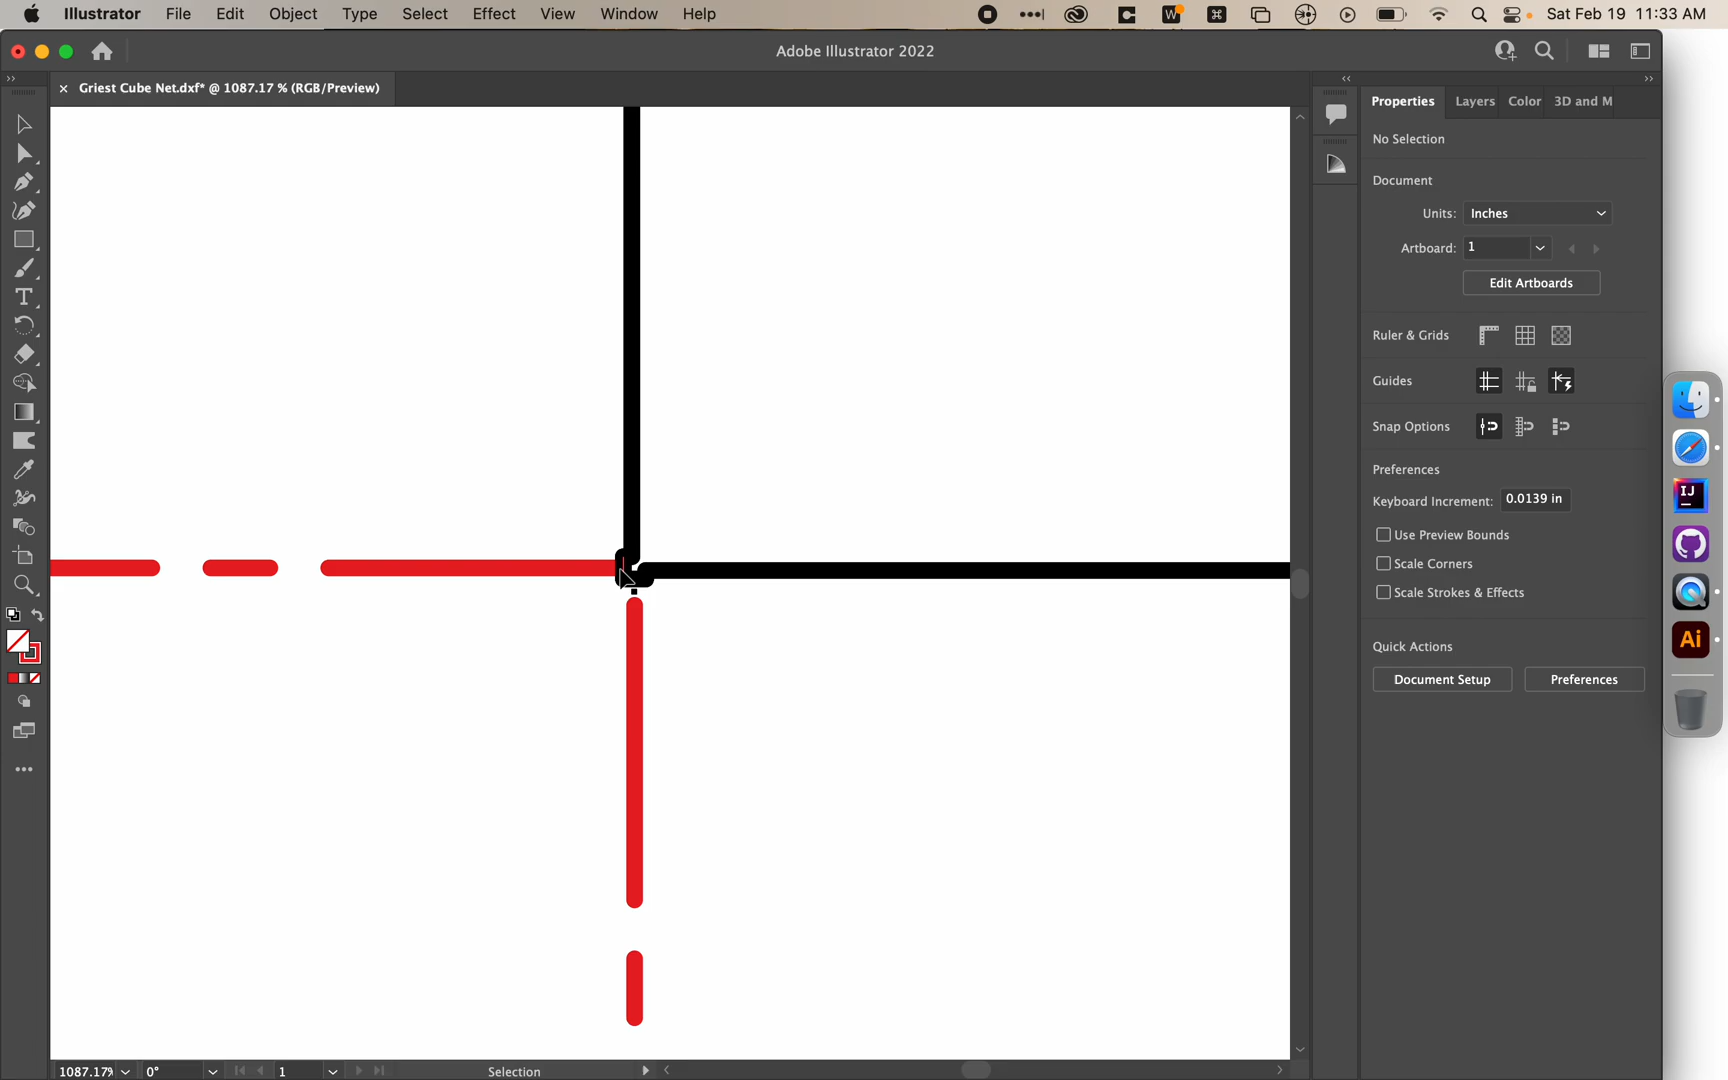 Illustrator File Edit Object Type Select Effect View Window Help Sat Feb 19 11:33 AM
Adobe Illustrator 2022
Griest Cube Net.dxf* @ 1087.17 % (RGB/Preview)
Properties Layers Color 3D and M
No Selection
Document
Units: Inches
Artboard: 1
Edit Artboards
Ruler & Grids
Guides
Snap Options
Preferences
Keyboard Increment: 0.0139 in
Use Preview Bounds
Scale Corners
Scale Strokes & Effects
Quick Actions
Document Setup Preferences
IJ
Ai
1087.17% 0° 1 Selection